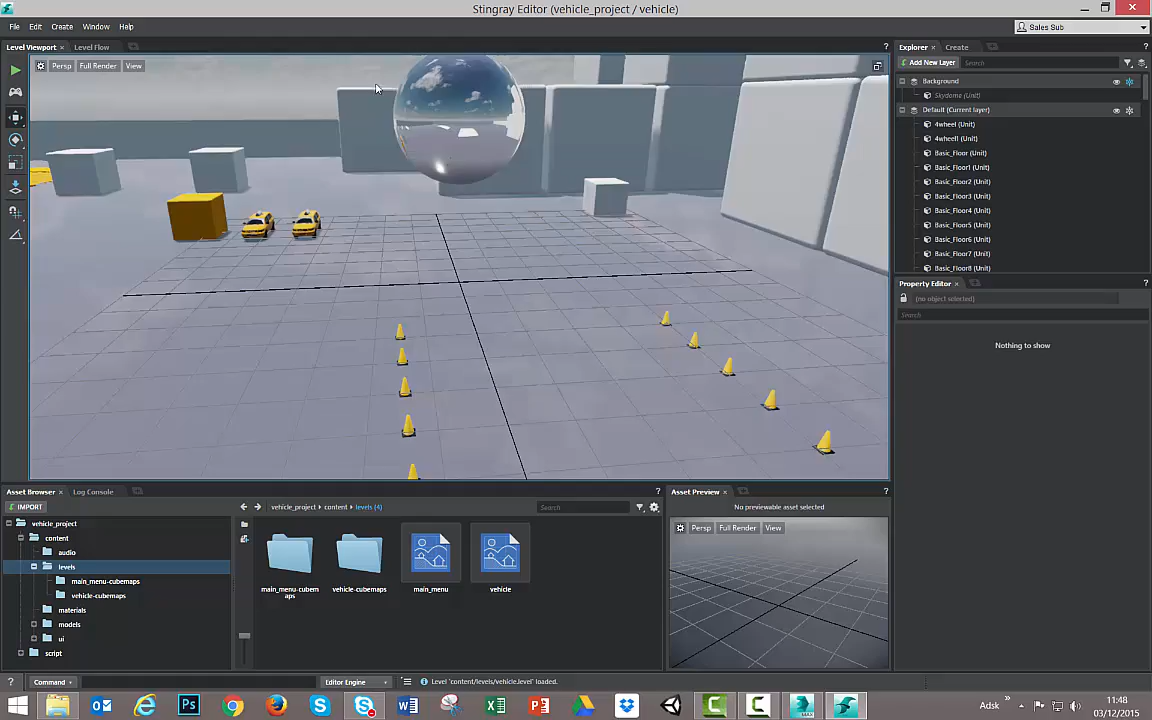 Stingray Editor (vehicle_project / vehicle)
File Edit Create Window Help
Sales Sub
Level Viewport Level Flow
Persp Full Render View
Explorer Create
Add New Layer Search
Background
Skydome (Unit)
Default (Current layer)
4wheel (Unit)
4wheel1 (Unit)
Basic_Floor (Unit)
Basic_Floor1 (Unit)
Basic_Floor2 (Unit)
Basic_Floor3 (Unit)
Basic_Floor4 (Unit)
Basic_Floor5 (Unit)
Basic_Floor6 (Unit)
Basic_Floor7 (Unit)
Basic_Floor8 (Unit)
Property Editor
(no object selected)
Search
Nothing to show
Asset Browser Log Console
IMPORT
vehicle_project
content
audio
levels
main_menu-cubemaps
vehicle-cubemaps
materials
models
ui
script
vehicle_project content levels (4)
Search
main_menu-cubem
aps
vehicle-cubemaps
main_menu
vehicle
Asset Preview
No previewable asset selected
Persp Full Render View
? Command Editor Engine Level 'content/levels/vehicle.level' loaded.
Adsk
11:48
03/12/2015